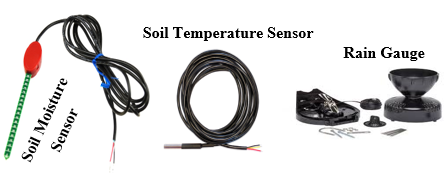 Soil Temperature Sensor
Rain Gauge
Soil Moisture
Sensor